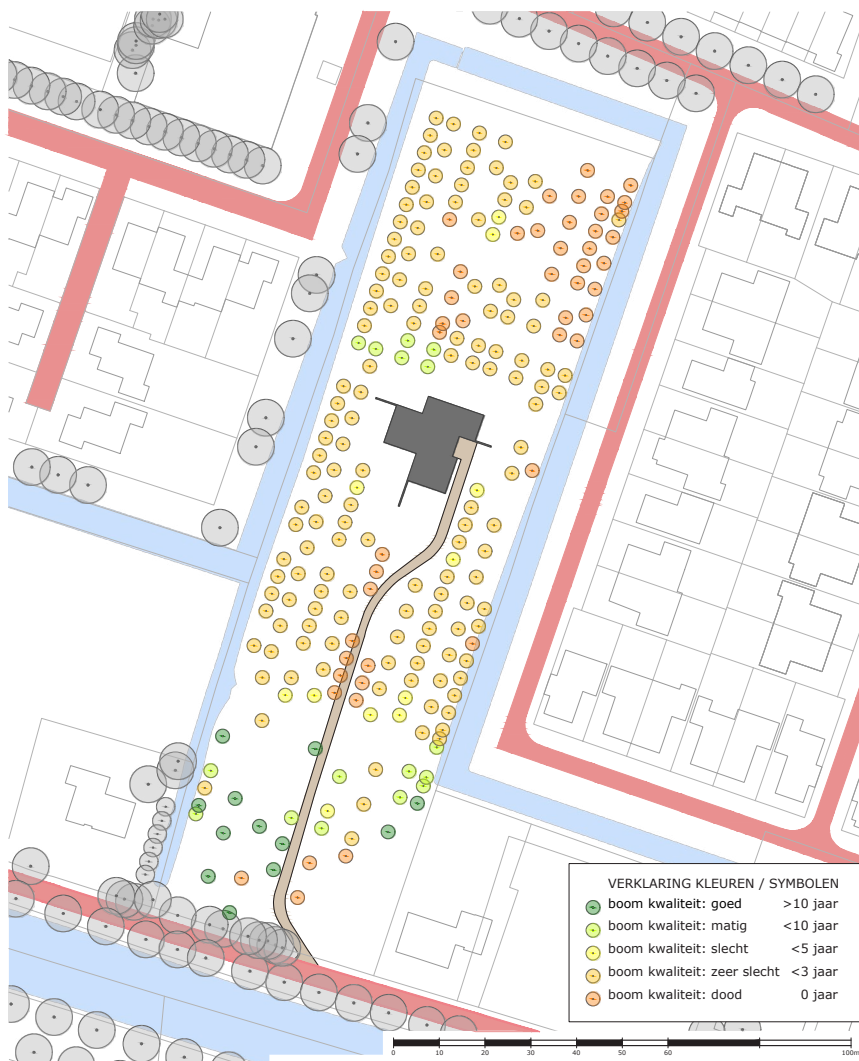 VERKLARING KLEUREN / SYMBOLEN
boom kwaliteit: goed >10 jaar
boom kwaliteit: matig <10 jaar
boom kwaliteit: slecht <5 jaar
boom kwaliteit: zeer slecht <3 jaar
boom kwaliteit: dood 0 jaar
0 10 20 30 40 50 60 80 100m